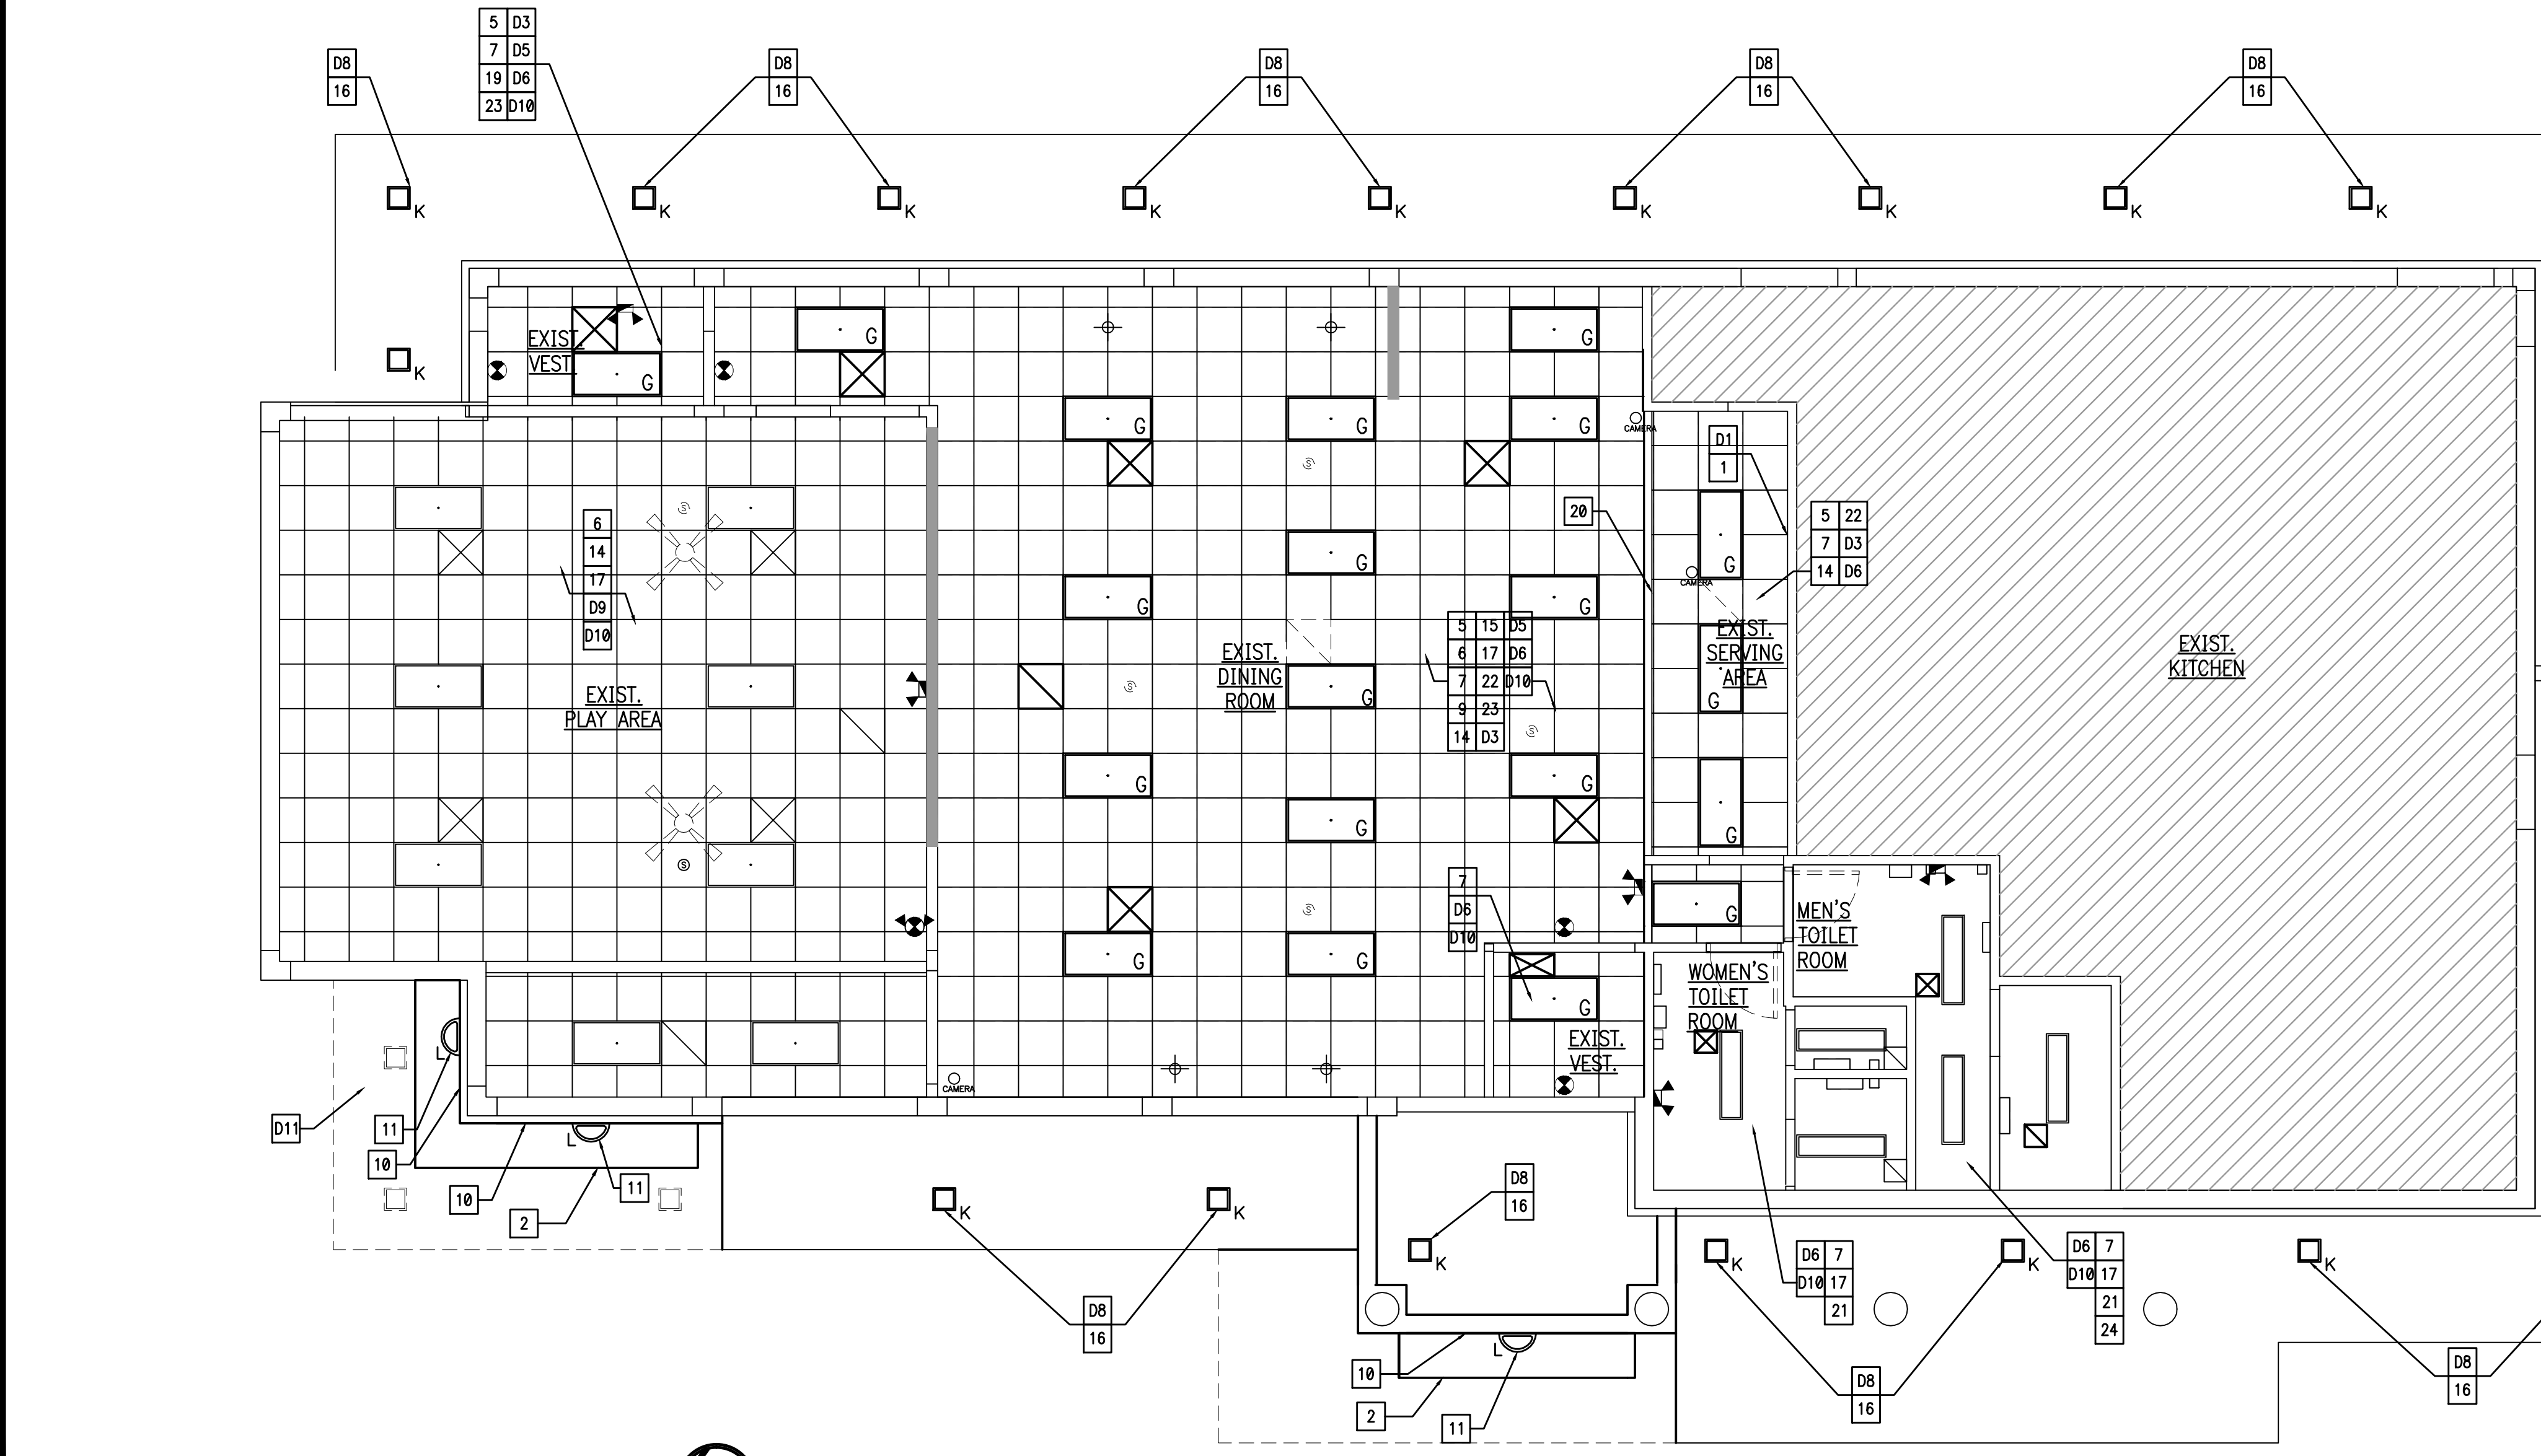 5 D3
7 D5
19 D6
23 D10
D8
16
D8
16
D8
16
D8
16
D8
16
K
K
K
K
K
K
K
K
K
K
EXIST.
VEST.
G
G
G
G
G
G
G
CAMERA
D1
1
G
S
S
20
5 22
7 D3
14 D6
6
14
17
D9
D10
G
G
G
CAMERA
5 15 D5
6 17 D6
7 22 D10
9 23
14 D3
EXIST.
SERVING
AREA
G
EXIST.
DINING
ROOM
G
EXIST.
KITCHEN
EXIST.
PLAY AREA
S
S
G
G
G
G
S
7
D6
D10
S
G
MEN'S
TOILET
ROOM
G
G
WOMEN'S
TOILET
ROOM
G
EXIST.
VEST.
CAMERA
L
D11
11
10
L
10
11
2
K
K
D8
16
D8
16
K
K
K
K
D6 7
D10 17
21
D6 7
D10 17
21
24
L
10
2
11
D8
16
D8
16